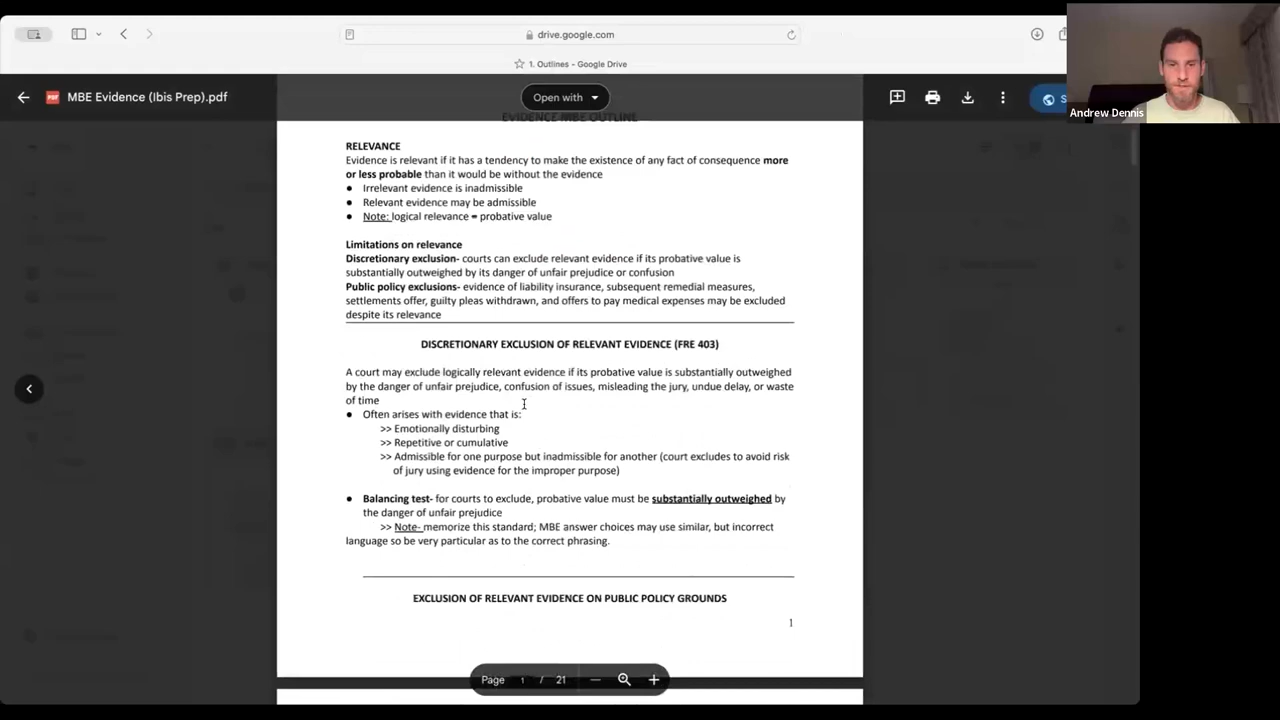 drive.google.com
1. Outlines – Google Drive
MBE Evidence (Ibis Prep).pdf
Open with
Andrew Dennis
EVIDENCE MBE OUTLINE
RELEVANCE
Evidence is relevant if it has a tendency to make the existence of any fact of consequence more
or less probable than it would be without the evidence
● Irrelevant evidence is inadmissible
● Relevant evidence may be admissible
● Note: logical relevance = probative value
Limitations on relevance
Discretionary exclusion- courts can exclude relevant evidence if its probative value is
substantially outweighed by its danger of unfair prejudice or confusion
Public policy exclusions- evidence of liability insurance, subsequent remedial measures,
settlements offer, guilty pleas withdrawn, and offers to pay medical expenses may be excluded
despite its relevance
DISCRETIONARY EXCLUSION OF RELEVANT EVIDENCE (FRE 403)
A court may exclude logically relevant evidence if its probative value is substantially outweighed
by the danger of unfair prejudice, confusion of issues, misleading the jury, undue delay, or waste
of time
● Often arises with evidence that is:
>> Emotionally disturbing
>> Repetitive or cumulative
>> Admissible for one purpose but inadmissible for another (court excludes to avoid risk
of jury using evidence for the improper purpose)
● Balancing test- for courts to exclude, probative value must be substantially outweighed by
the danger of unfair prejudice
>> Note- memorize this standard; MBE answer choices may use similar, but incorrect
language so be very particular as to the correct phrasing.
EXCLUSION OF RELEVANT EVIDENCE ON PUBLIC POLICY GROUNDS
1
Page 1 / 21